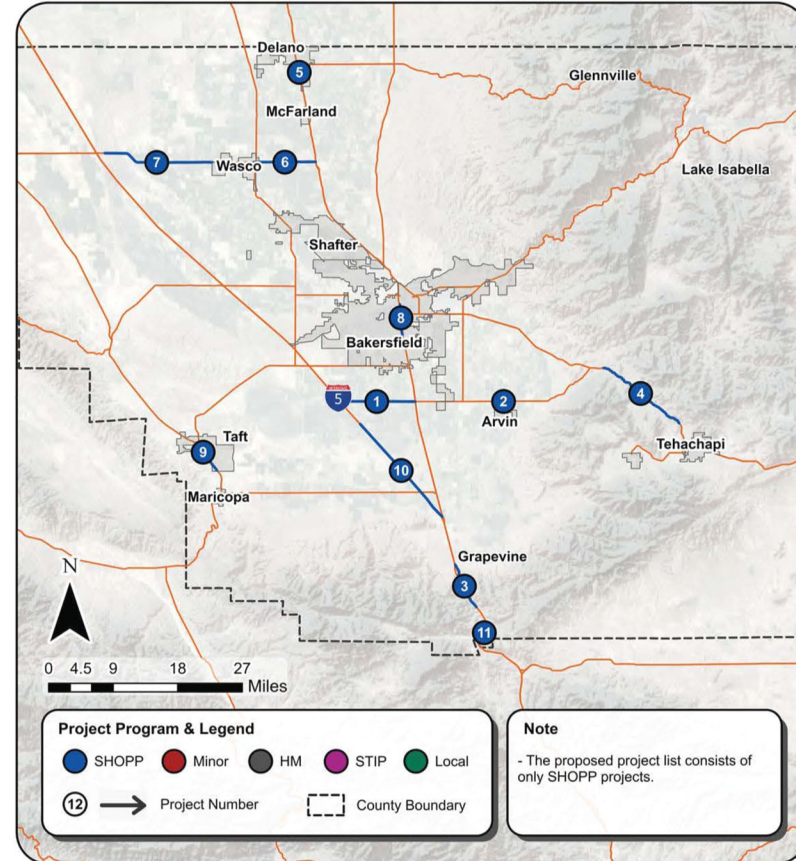 Delano
5
Glennville
McFarland
7
Wasco
6
Lake Isabella
Shafter
8
Bakersfield
5
1
2
4
Arvin
Taft
9
Tehachapi
10
Maricopa
Grapevine
N
3
11
0 4.5 9 18 27
Miles
Project Program & Legend
SHOPP Minor HM STIP Local
12 Project Number County Boundary
Note
- The proposed project list consists of
only SHOPP projects.